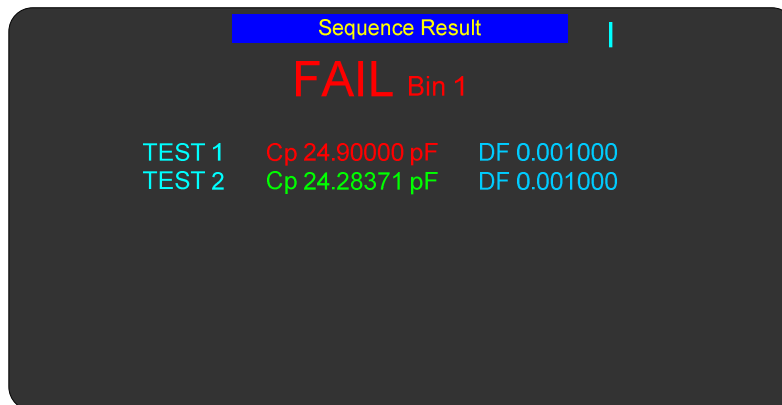 Sequence Result
FAIL Bin 1
TEST 1 Cp 24.90000 pF DF 0.001000
TEST 2 Cp 24.28371 pF DF 0.001000